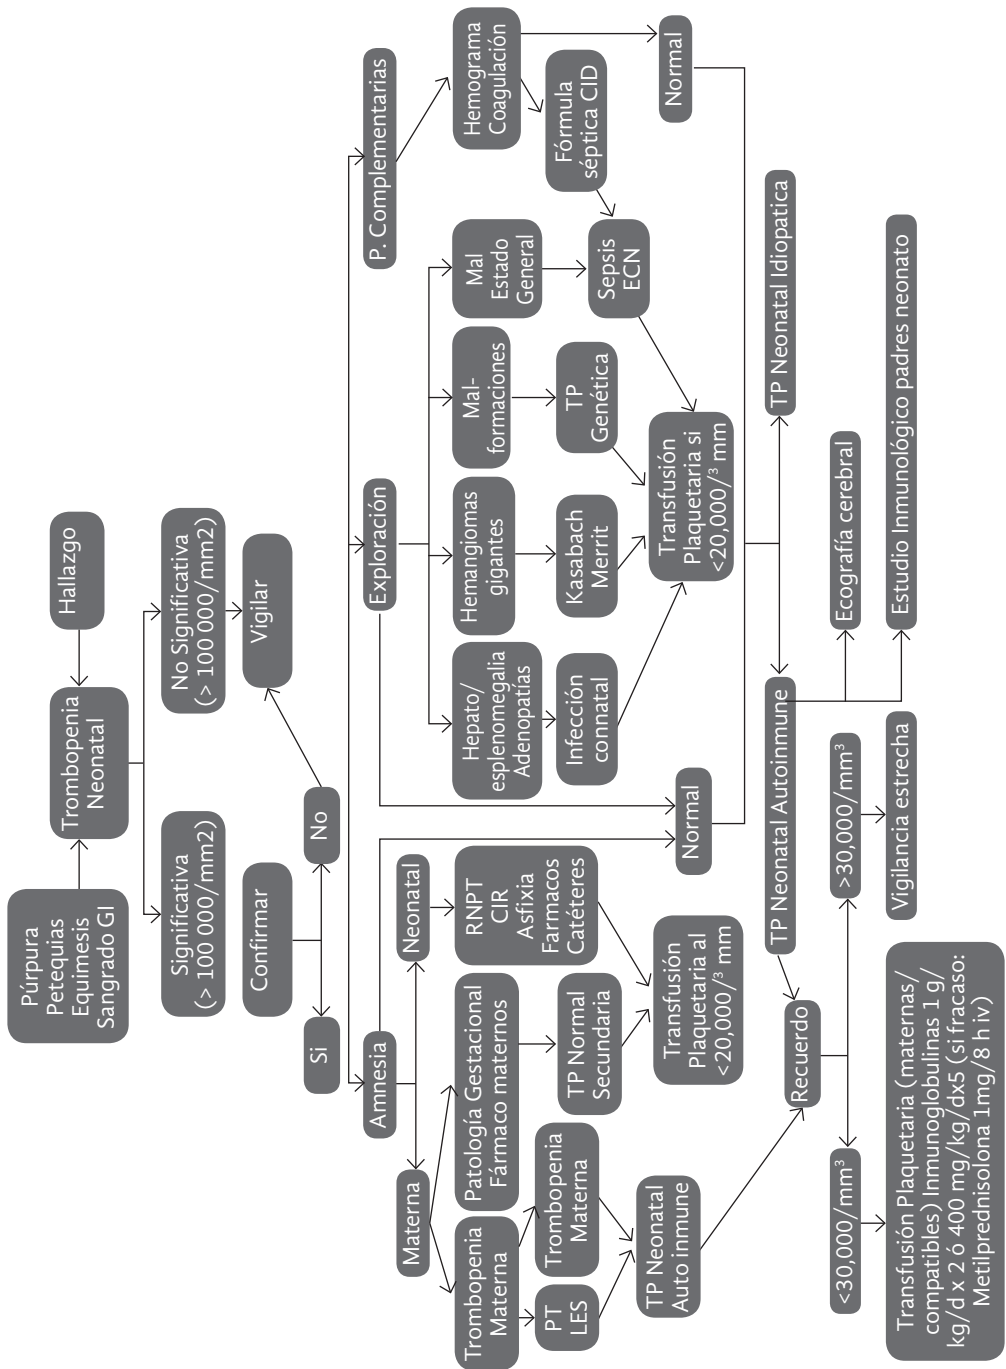 Púrpura
Petequias
Equimesis
Sangrado GI
Trombopenia
Neonatal
Hallazgo
Significativa
(> 100 000/mm2)
No Significativa
(> 100 000/mm2)
Confirmar
Vigilar
Si
No
Amnesia
Exploración
P. Complementarias
Materna
Neonatal
Trombopenia
Materna
Patología Gestacional
Fármaco maternos
RNPT
CIR
Asfixia
Farmacos
Catéteres
Hepato/
esplenomegalia
Adenopatías
Hemangiomas
gigantes
Mal-
formaciones
Mal
Estado
General
Hemograma
Coagulación
PT
LES
Trombopenia
Materna
TP Normal
Secundaria
Infección
connatal
Kasabach
Merrit
TP
Genética
Sepsis
ECN
Fórmula
séptica CID
TP Neonatal
Auto inmune
Transfusión
Plaquetaria al
<20,000/³ mm
Normal
Transfusión
Plaquetaria si
<20,000/³ mm
Normal
Recuerdo
TP Neonatal Autoinmune
TP Neonatal Idiopatica
<30,000/mm³
>30,000/mm³
Ecografía cerebral
Transfusión Plaquetaria (maternas/
compatibles) Inmunoglobulinas 1 g/
kg/d x 2 ó 400 mg/kg/dx5 (si fracaso:
Metilprednisolona 1mg/8 h iv)
Vigilancia estrecha
Estudio Inmunológico padres neonato